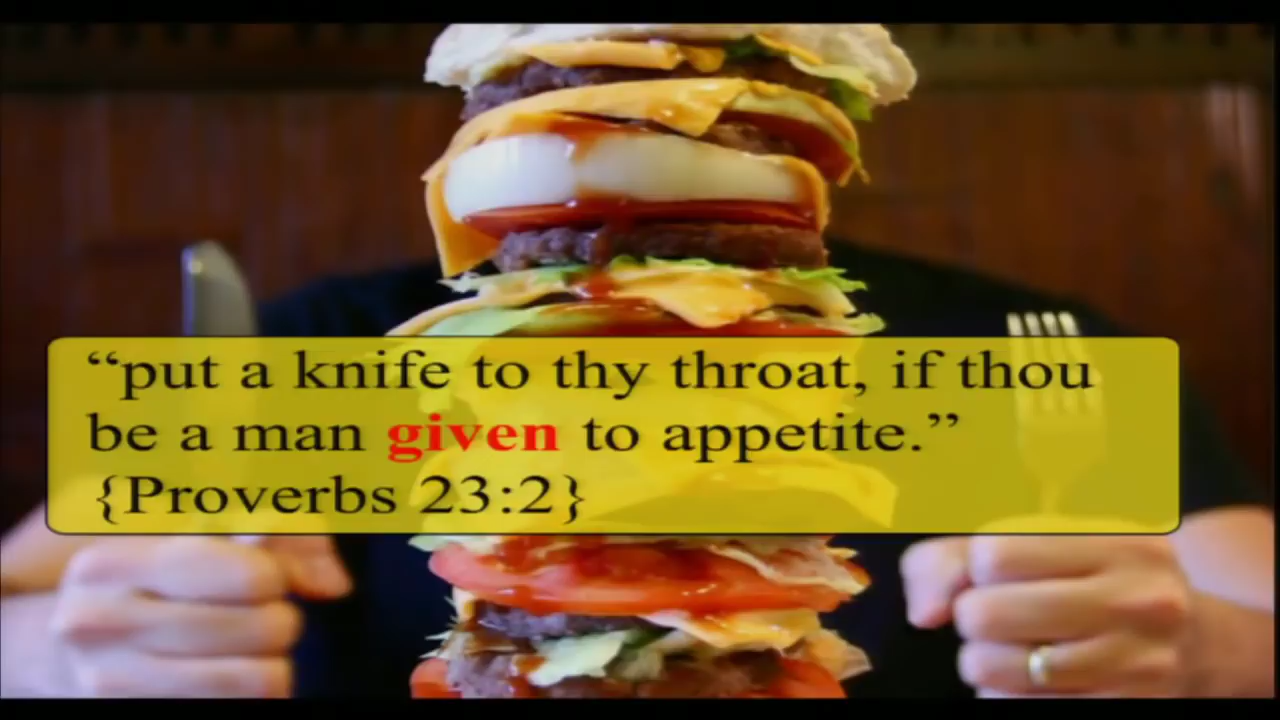 “put a knife to thy throat, if thou
be a man given to appetite.”
{Proverbs 23:2}